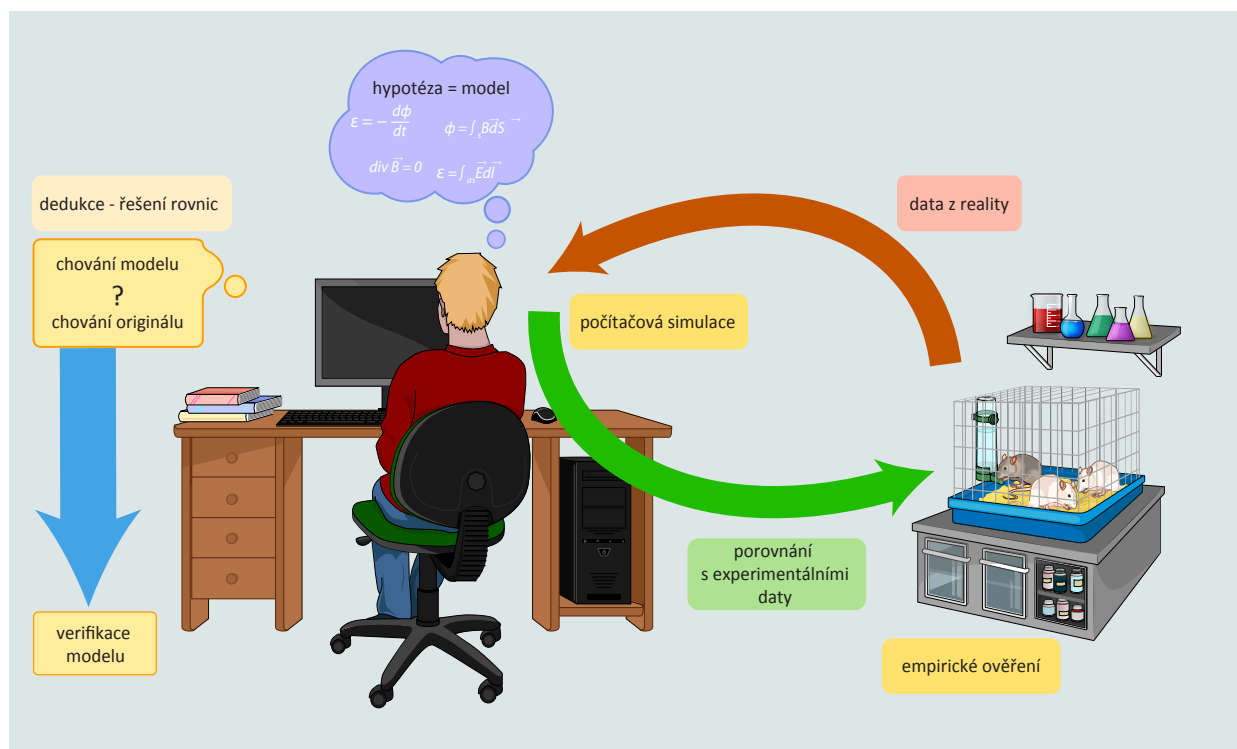 hypotéza = model
ε = − dϕ/dt
ϕ = ∫ₛ B⃗dS⃗
div B⃗ = 0
ε = ∫ₐₛ E⃗dl⃗
dedukce - řešení rovnic
chování modelu
?
chování originálu
verifikace
modelu
data z reality
počítačová simulace
porovnání
s experimentálními
daty
empirické ověření